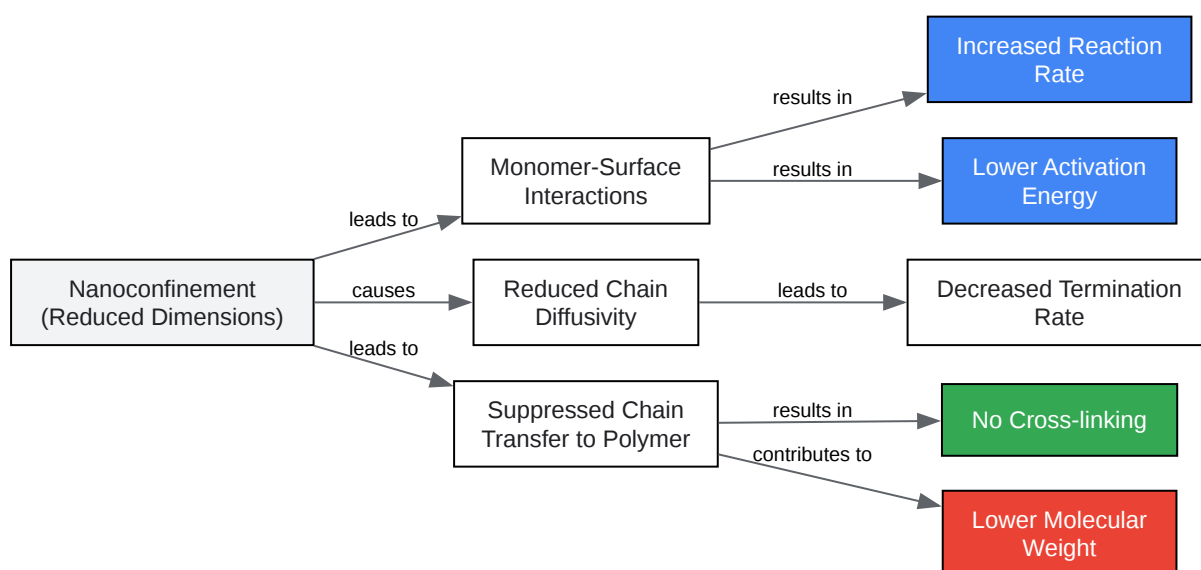 Nanoconfinement
(Reduced Dimensions)
leads to
causes
leads to
Monomer-Surface
Interactions
results in
results in
Increased Reaction
Rate
Lower Activation
Energy
Reduced Chain
Diffusivity
leads to
Decreased Termination
Rate
Suppressed Chain
Transfer to Polymer
results in
contributes to
No Cross-linking
Lower Molecular
Weight